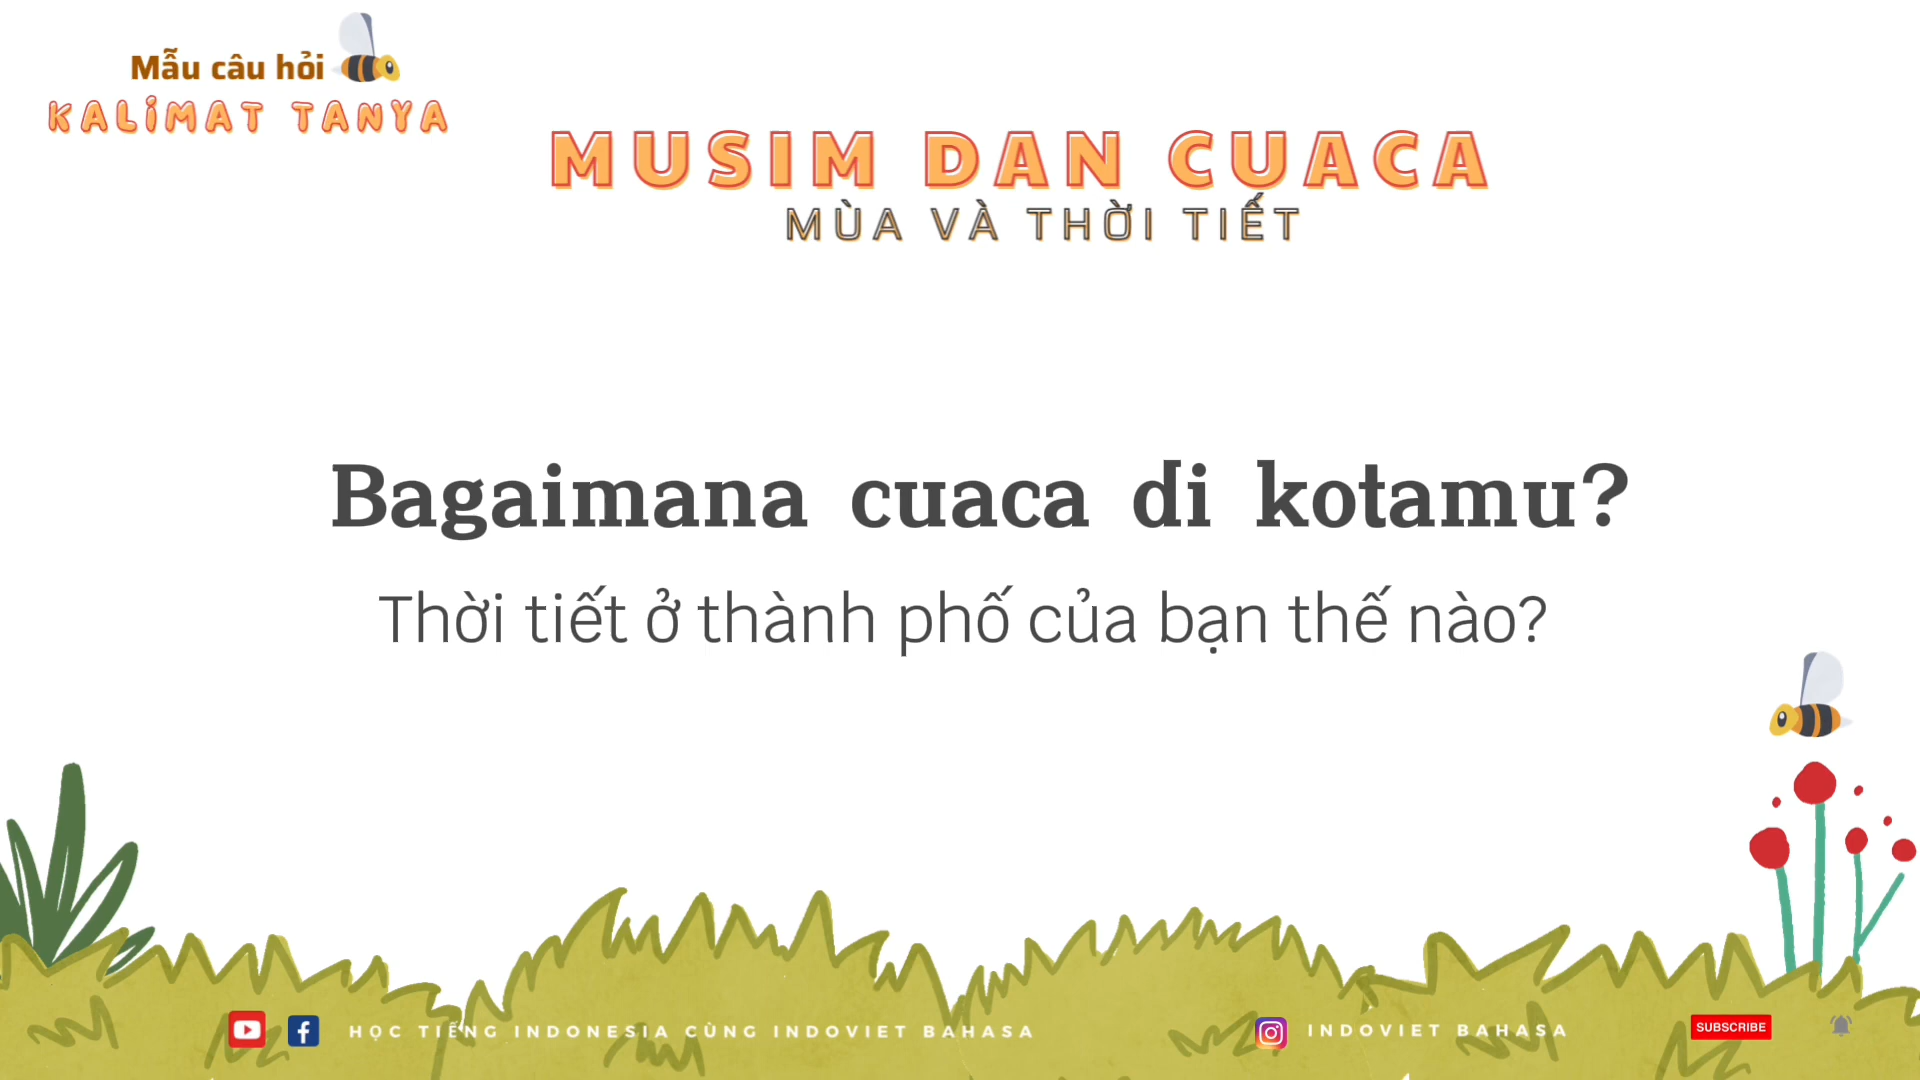 Mẫu câu hỏi
KALIMAT TANYA
MUSIM DAN CUACA
MÙA VÀ THỜI TIẾT
Bagaimana cuaca di kotamu?
Thời tiết ở thành phố của bạn thế nào?
HỌC TIẾNG INDONESIA CÙNG INDOVIET BAHASA
INDOVIET BAHASA
SUBSCRIBE